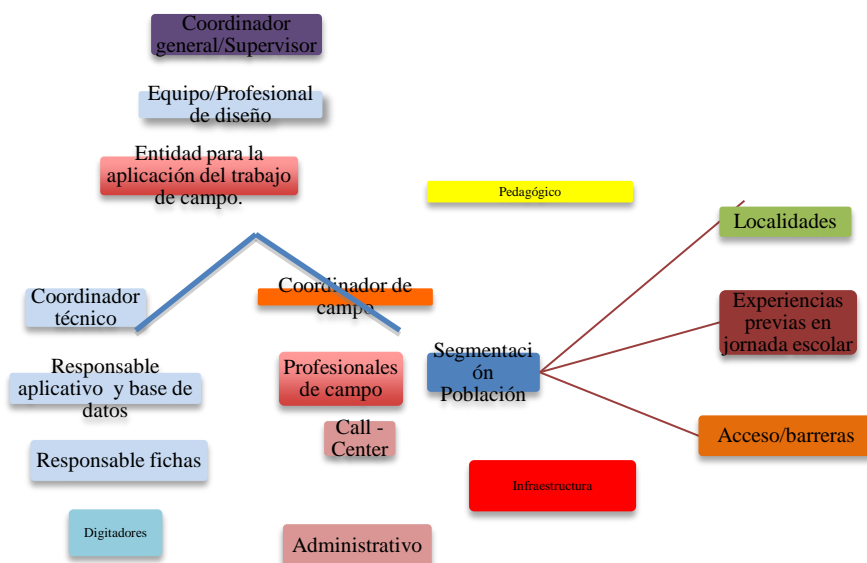 Coordinador
general/Supervisor
Equipo/Profesional
de diseño
Entidad para la
aplicación del trabajo
de campo.
Pedagógico
Localidades
Coordinador
técnico
Coordinador de
campo
Experiencias
previas en
jornada escolar
Responsable
aplicativo y base de
datos
Profesionales
de campo
Segmentaci
ón
Población
Call -
Center
Acceso/barreras
Responsable fichas
Infraestructura
Digitadores
Administrativo